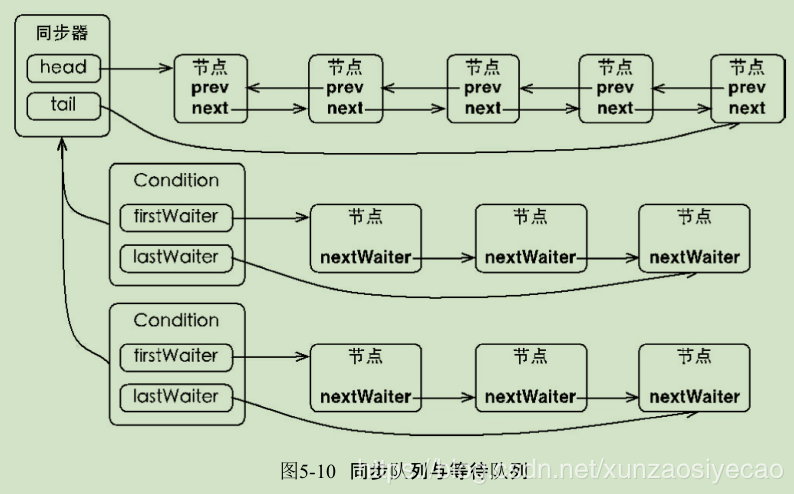 同步器
head
tail
节点
prev
next
节点
prev
next
节点
prev
next
节点
prev
next
节点
prev
next
Condition
firstWaiter
lastWaiter
节点
nextWaiter
节点
nextWaiter
节点
nextWaiter
Condition
firstWaiter
lastWaiter
节点
nextWaiter
节点
nextWaiter
节点
nextWaiter
图5-10 同步队列与等待队列
https://blog.csdn.net/xunzaosiyecao